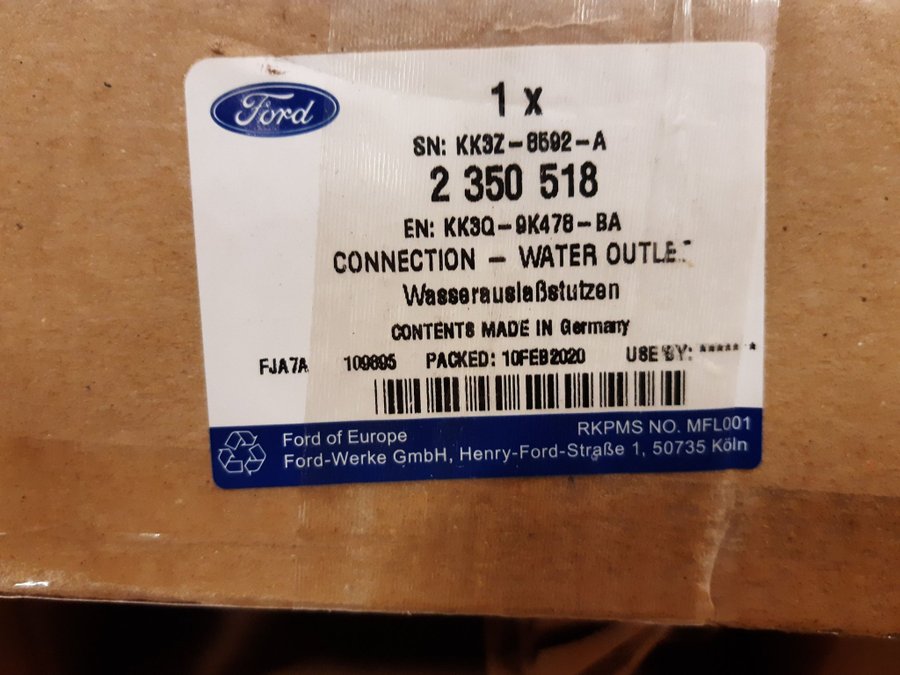 Ford
1 x
SN: KK3Z-8592-A
2 350 518
EN: KK3Q-9K478-BA
CONNECTION - WATER OUTLET
Wasserauslaßstutzen
CONTENTS MADE IN Germany
FJA7A 109895 PACKED: 10FEB2020 USE BY: ****** *
Ford of Europe RKPMS NO. MFL001
Ford-Werke GmbH, Henry-Ford-Straße 1, 50735 Köln